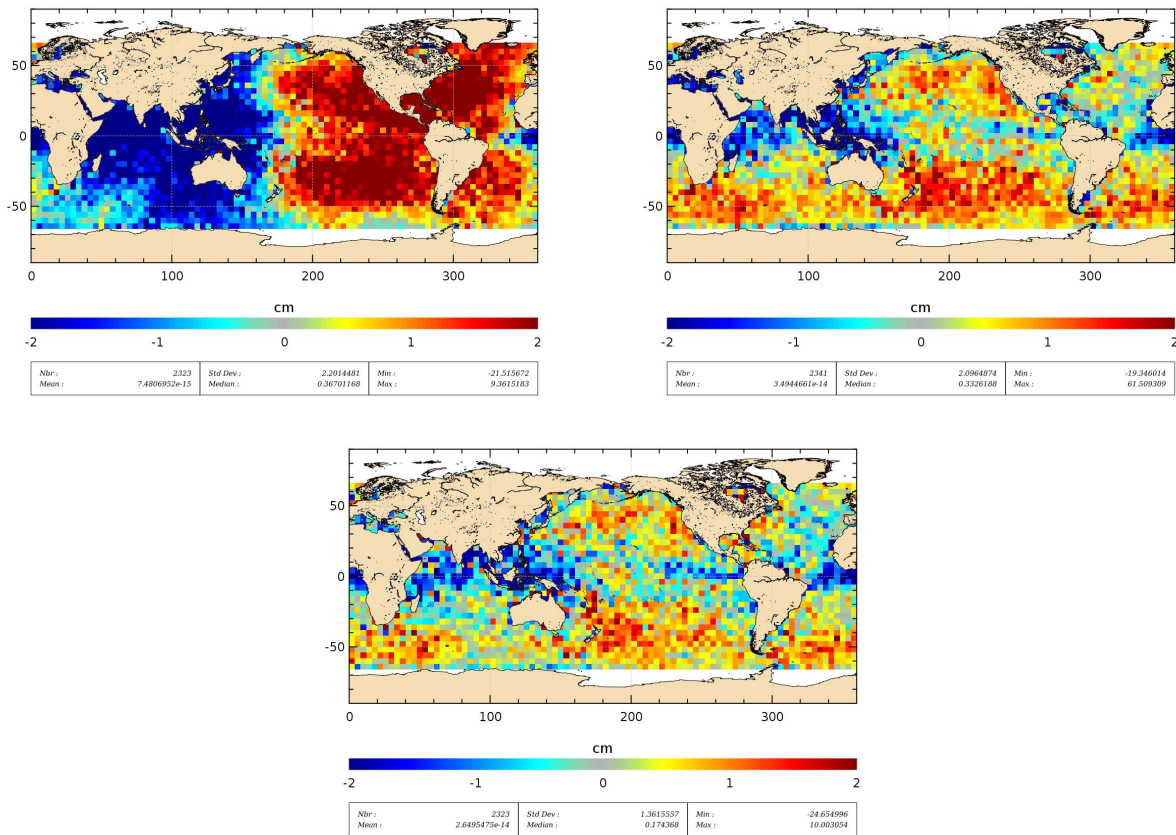 50
0
-50
0 100 200 300
cm
-2 -1 0 1 2
Nbr : 2323 Std Dev : 2.2014481 Min : -21.515672
Mean : 7.4806952e-15 Median : 0.36701168 Max : 9.3615183
50
0
-50
0 100 200 300
cm
-2 -1 0 1 2
Nbr : 2341 Std Dev : 2.0964874 Min : -19.346014
Mean : 3.4944661e-14 Median : 0.3326188 Max : 61.509309
50
0
-50
0 100 200 300
cm
-2 -1 0 1 2
Nbr : 2323 Std Dev : 1.3615557 Min : -24.654996
Mean : 2.6495475e-14 Median : 0.174368 Max : 10.003054